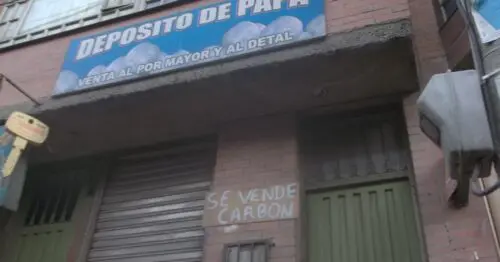 DEPOSITO DE PAPA
VENTA AL POR MAYOR Y AL DETAL
SE VENDE
CARBON